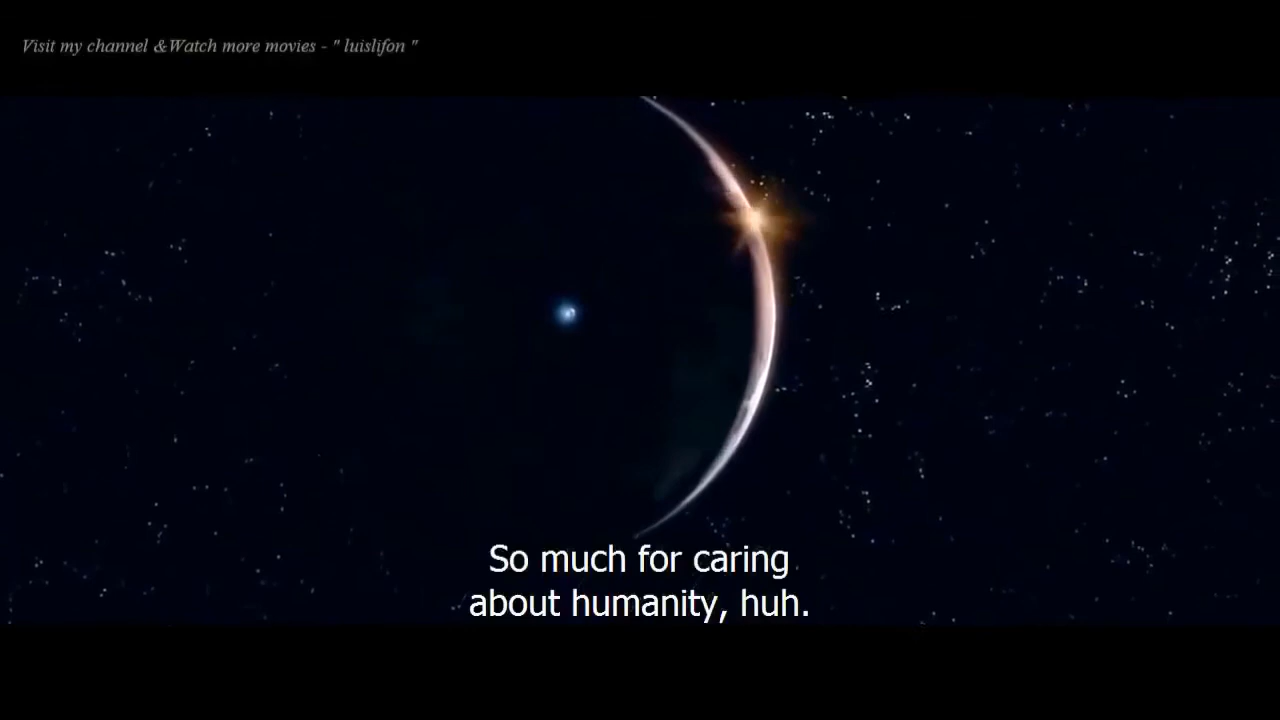 Visit my channel &Watch more movies - " luislifon "
So much for caring
about humanity, huh.